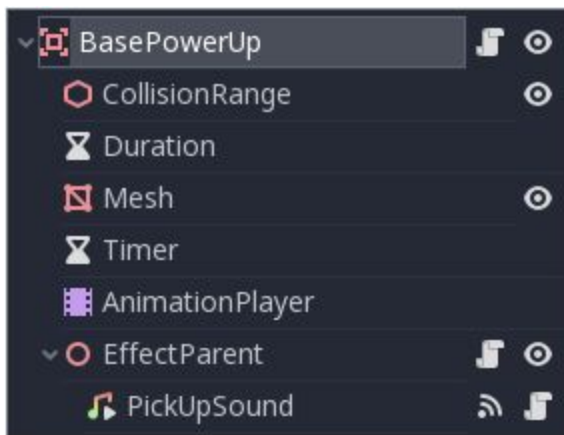 BasePowerUp
CollisionRange
Duration
Mesh
Timer
AnimationPlayer
EffectParent
PickUpSound